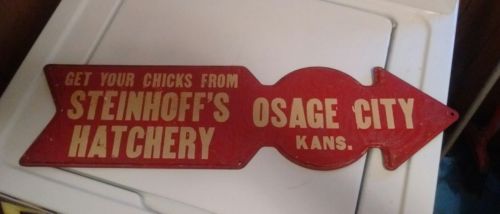 GET YOUR CHICKS FROM
STEINHOFF'S
HATCHERY
OSAGE CITY
KANS.